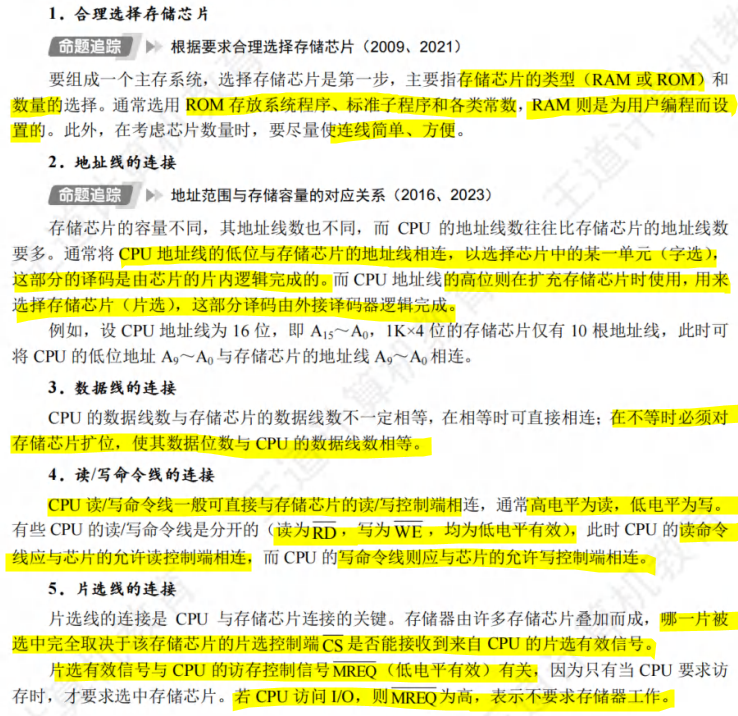 1．合理选择存储芯片
命题追踪 根据要求合理选择存储芯片（2009、2021）
要组成一个主存系统，选择存储芯片是第一步，主要指存储芯片的类型（RAM 或 ROM）和
数量的选择。通常选用 ROM 存放系统程序、标准子程序和各类常数，RAM 则是为用户编程而设
置的。此外，在考虑芯片数量时，要尽量使连线简单、方便。
2．地址线的连接
命题追踪 地址范围与存储容量的对应关系（2016、2023）
存储芯片的容量不同，其地址线数也不同，而 CPU 的地址线数往往比存储芯片的地址线数
要多。通常将 CPU 地址线的低位与存储芯片的地址线相连，以选择芯片中的某一单元（字选），
这部分的译码是由芯片的片内逻辑完成的。而 CPU 地址线的高位则在扩充存储芯片时使用，用来
选择存储芯片（片选），这部分译码由外接译码器逻辑完成。
例如，设 CPU 地址线为 16 位，即 A₁₅～A₀，1K×4 位的存储芯片仅有 10 根地址线，此时可
将 CPU 的低位地址 A₉～A₀ 与存储芯片的地址线 A₉～A₀ 相连。
3．数据线的连接
CPU 的数据线数与存储芯片的数据线数不一定相等，在相等时可直接相连；在不等时必须对
存储芯片扩位，使其数据位数与 CPU 的数据线数相等。
4．读/写命令线的连接
CPU 读/写命令线一般可直接与存储芯片的读/写控制端相连，通常高电平为读，低电平为写。
有些 CPU 的读/写命令线是分开的（读为 R̅D̅，写为 W̅E̅，均为低电平有效），此时 CPU 的读命令
线应与芯片的允许读控制端相连，而 CPU 的写命令线则应与芯片的允许写控制端相连。
5．片选线的连接
片选线的连接是 CPU 与存储芯片连接的关键。存储器由许多存储芯片叠加而成，哪一片被
选中完全取决于该存储芯片的片选控制端 C̅S̅ 是否能接收到来自 CPU 的片选有效信号。
片选有效信号与 CPU 的访存控制信号 M̅R̅E̅Q̅（低电平有效）有关，因为只有当 CPU 要求访
存时，才要求选中存储芯片。若 CPU 访问 I/O，则 M̅R̅E̅Q̅ 为高，表示不要求存储器工作。